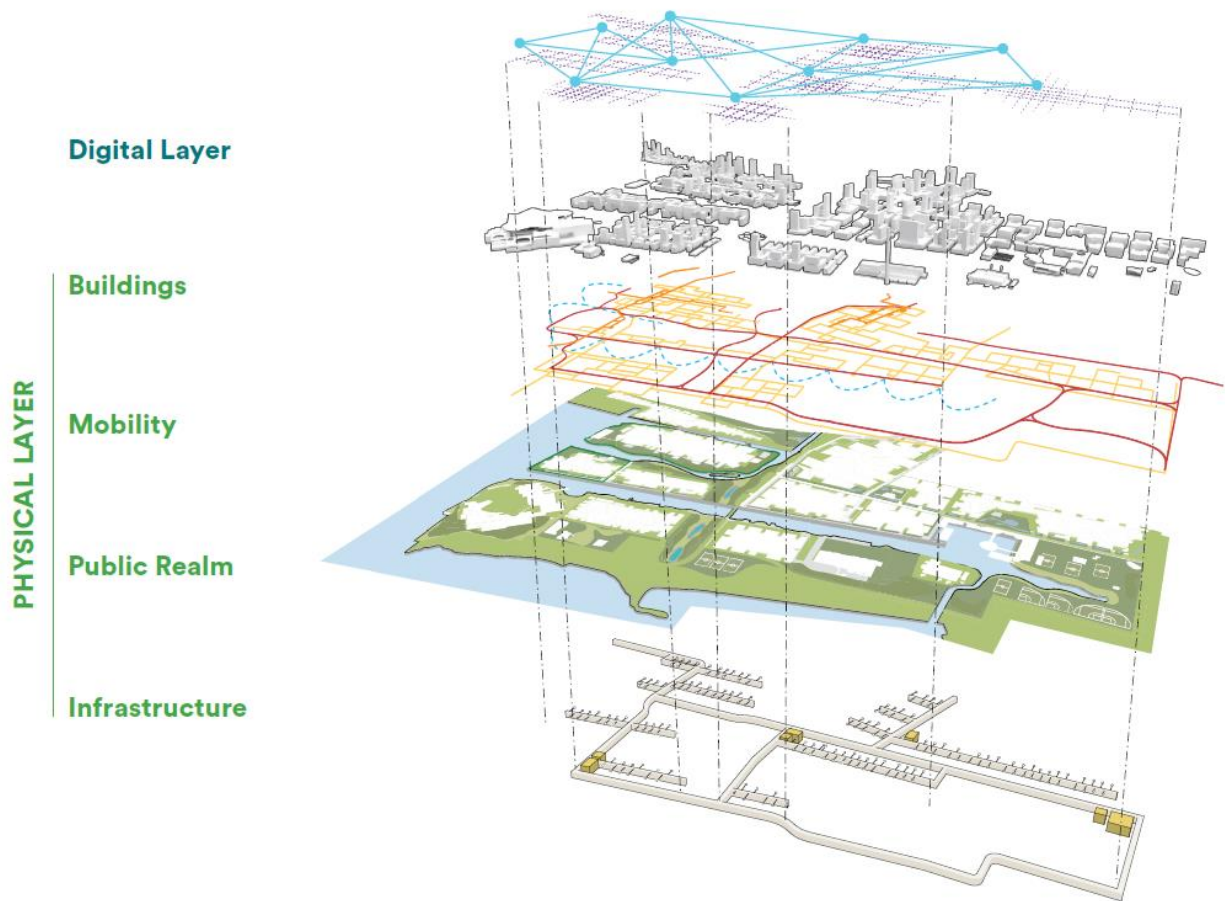 Digital Layer
Buildings
Mobility
Public Realm
Infrastructure
PHYSICAL LAYER